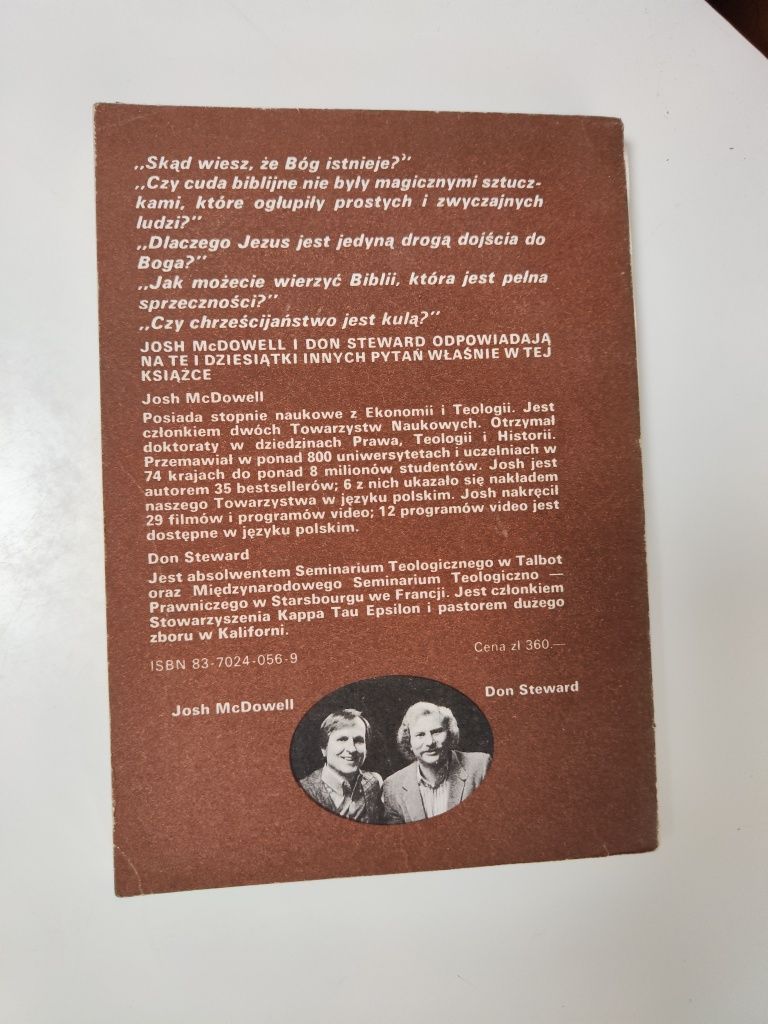 „Skąd wiesz, że Bóg istnieje?”
„Czy cuda biblijne nie były magicznymi sztucz-
kami, które ogłupiły prostych i zwyczajnych
ludzi?”
„Dlaczego Jezus jest jedyną drogą dojścia do
Boga?”
„Jak możecie wierzyć Biblii, która jest pełna
sprzeczności?”
„Czy chrześcijaństwo jest kulą?”
JOSH McDOWELL I DON STEWARD ODPOWIADAJĄ
NA TE I DZIESIĄTKI INNYCH PYTAŃ WŁAŚNIE W TEJ
KSIĄŻCE
Josh McDowell
Posiada stopnie naukowe z Ekonomii i Teologii. Jest
członkiem dwóch Towarzystw Naukowych. Otrzymał
doktoraty w dziedzinach Prawa, Teologii i Historii.
Przemawiał w ponad 800 uniwersytetach i uczelniach w
74 krajach do ponad 8 milionów studentów. Josh jest
autorem 35 bestsellerów; 6 z nich ukazało się nakładem
naszego Towarzystwa w języku polskim. Josh nakręcił
29 filmów i programów video; 12 programów video jest
dostępne w języku polskim.
Don Steward
Jest absolwentem Seminarium Teologicznego w Talbot
oraz Międzynarodowego Seminarium Teologiczno —
Prawniczego w Starsbourgu we Francji. Jest członkiem
Stowarzyszenia Kappa Tau Epsilon i pastorem dużego
zboru w Kaliforni.
ISBN 83-7024-056-9
Cena zł 360.—
Josh McDowell
Don Steward